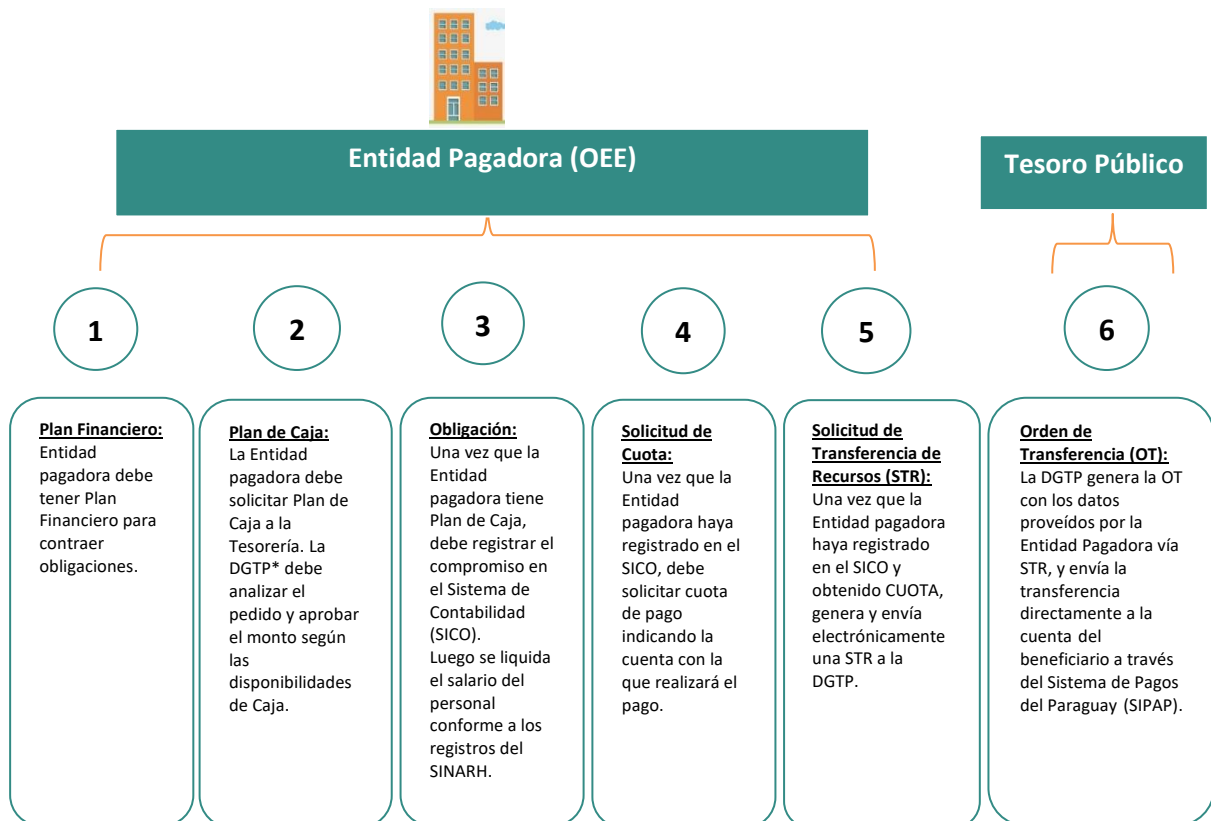 Entidad Pagadora (OEE)
Tesoro Público
1
2
3
4
5
6
Plan Financiero:
Entidad
pagadora debe
tener Plan
Financiero para
contraer
obligaciones.
Plan de Caja:
La Entidad
pagadora debe
solicitar Plan de
Caja a la
Tesorería. La
DGTP* debe
analizar el
pedido y aprobar
el monto según
las
disponibilidades
de Caja.
Obligación:
Una vez que la
Entidad
pagadora tiene
Plan de Caja,
debe registrar el
compromiso en
el Sistema de
Contabilidad
(SICO).
Luego se liquida
el salario del
personal
conforme a los
registros del
SINARH.
Solicitud de
Cuota:
Una vez que la
Entidad
pagadora haya
registrado en el
SICO, debe
solicitar cuota
de pago
indicando la
cuenta con la
que realizará el
pago.
Solicitud de
Transferencia de
Recursos (STR):
Una vez que la
Entidad pagadora
haya registrado
en el SICO y
obtenido CUOTA,
genera y envía
electrónicamente
una STR a la
DGTP.
Orden de
Transferencia (OT):
La DGTP genera la OT
con los datos
proveídos por la
Entidad Pagadora vía
STR, y envía la
transferencia
directamente a la
cuenta del
beneficiario a través
del Sistema de Pagos
del Paraguay (SIPAP).